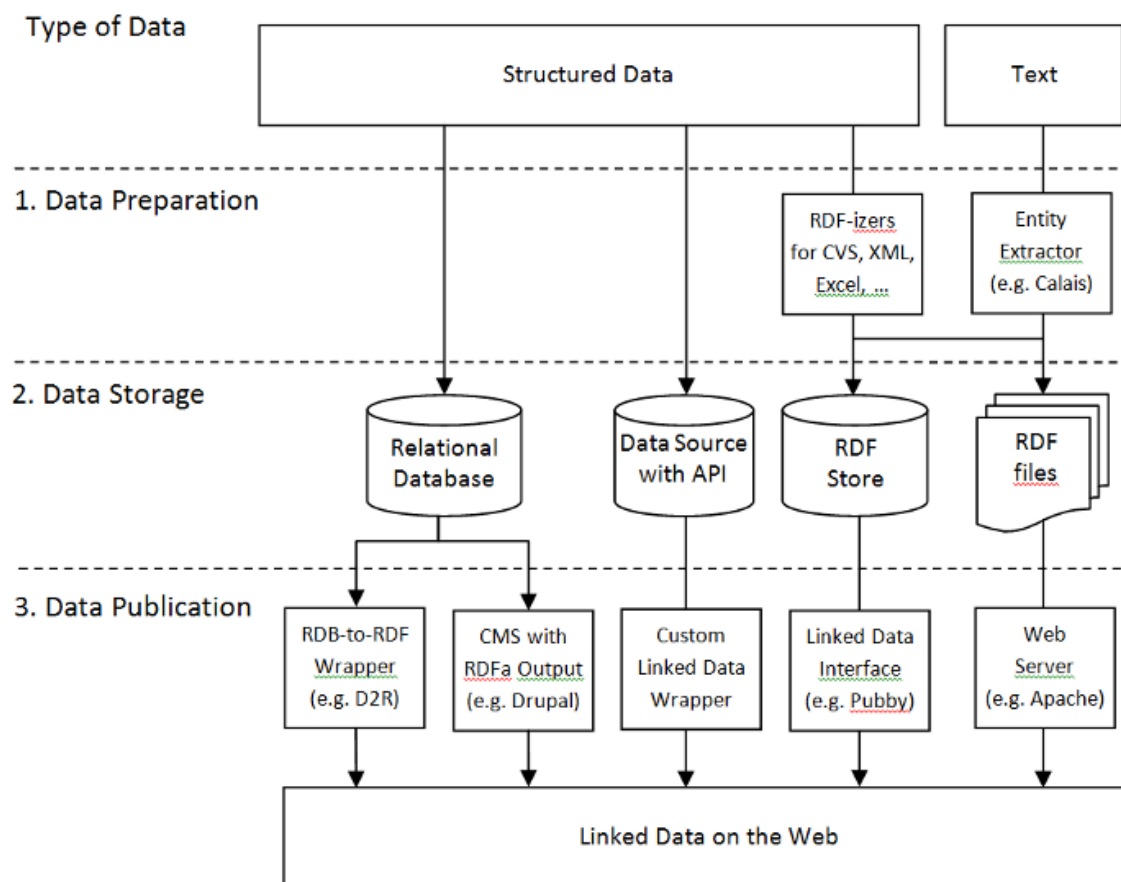 Type of Data
Structured Data
Text
1. Data Preparation
RDF-izers
for CVS, XML,
Excel, ...
Entity
Extractor
(e.g. Calais)
2. Data Storage
Relational
Database
Data Source
with API
RDF
Store
RDF
files
3. Data Publication
RDB-to-RDF
Wrapper
(e.g. D2R)
CMS with
RDFa Output
(e.g. Drupal)
Custom
Linked Data
Wrapper
Linked Data
Interface
(e.g. Pubby)
Web
Server
(e.g. Apache)
Linked Data on the Web